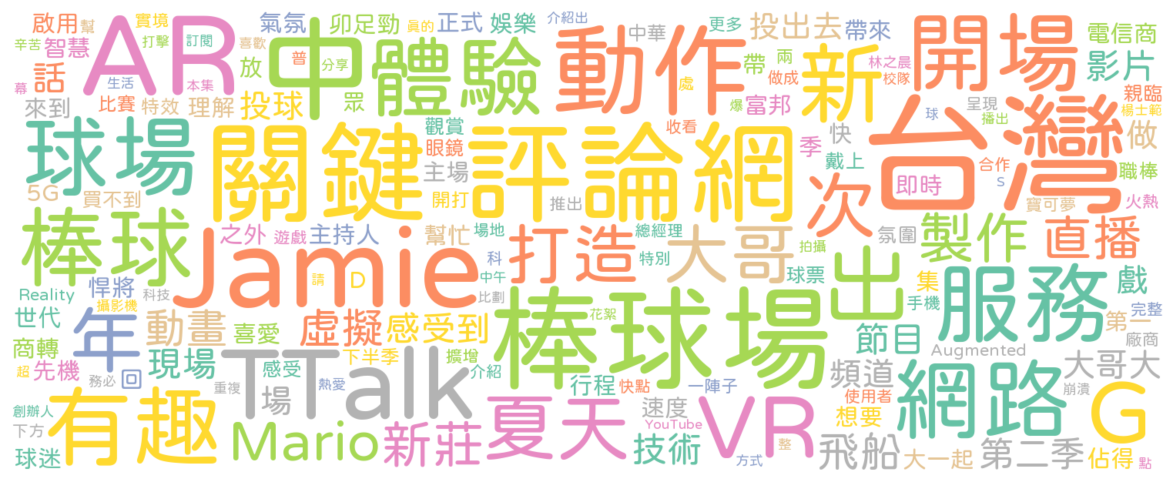 啟用 幫 實境 氣氛 卯足勁 真的 正式 娛樂 介紹出 中華 更多 投出去 帶來 開場 電信商
辛苦 智慧 打擊 訂閱 AR 喜歡 普 中 體驗 動作 帶 兩 新 林之晨 影片
幕 話 生活 本集 放 分享 處 做成 校隊 親臨
來到 比賽 特效 理解 投球 眾 爆 富邦 台灣 呈現 播出 球 楊士範
球場 關鍵 評論網 觀賞 收看 季 快 做
5G 買不到 眼鏡 主場 戴上 即時 合作 s 職棒
開打 推出 次 寶可夢 火熱
棒球 之外 遊戲 主持人 幫忙 場地 打造 總經理 大哥 拍攝 氛圍 製作 直播
Jamie 科 特別 出 球票 集 戲
Reality 悍將 攝影機 科技 請 D 中午 比劃 棒球場 手機 服務 完整
世代 年 動畫 喜愛 虛擬 感受到 花絮 節目 第一 廠商
商轉 超 先機 務必 回 現場 TTalk 感受 下半季 擴增 介紹 Augmented 大哥大
重複 場 熱愛 行程 快點 一陣子 頻道 使用者 網路 崩潰
創辦人 下方 有趣 Mario 新莊 夏天 速度 YouTube VR 想要 G
球迷 技術 方式 整 飛船 大一起 第二季 佔得 點